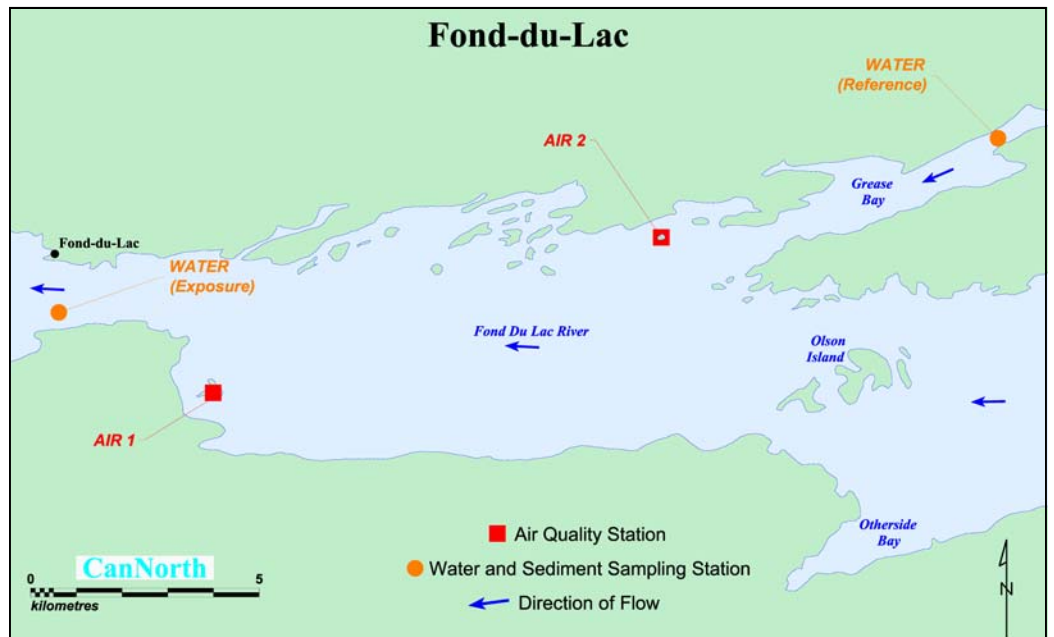 Fond-du-Lac
WATER
(Reference)
AIR 2
Grease
Bay
Fond-du-Lac
WATER
(Exposure)
Fond Du Lac River
Olson
Island
AIR 1
Otherside
Bay
Air Quality Station
Water and Sediment Sampling Station
Direction of Flow
CanNorth
0 5
kilometres
N